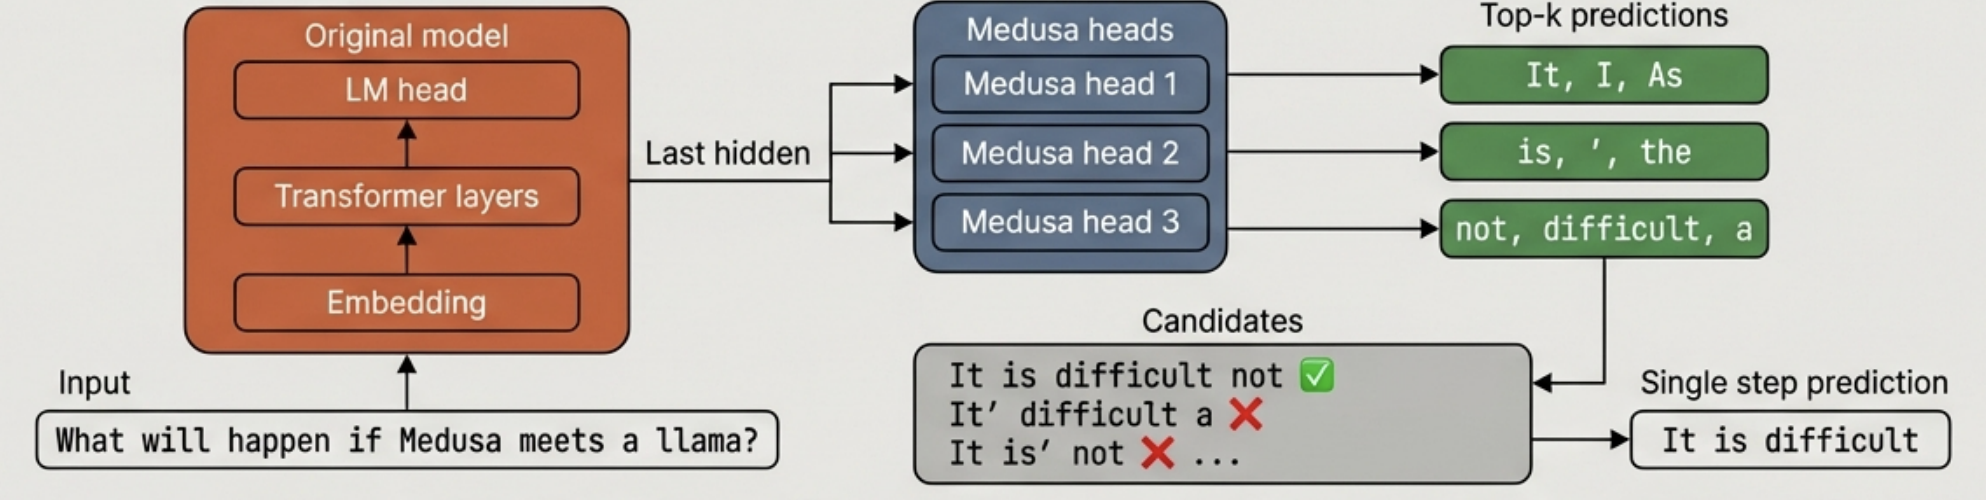 Original model
LM head
Transformer layers
Embedding
Input
What will happen if Medusa meets a llama?
Last hidden
Medusa heads
Medusa head 1
Medusa head 2
Medusa head 3
Top-k predictions
It, I, As
is, ’, the
not, difficult, a
Candidates
It is difficult not ✅
It’ difficult a ❌
It is’ not ❌ ...
Single step prediction
It is difficult